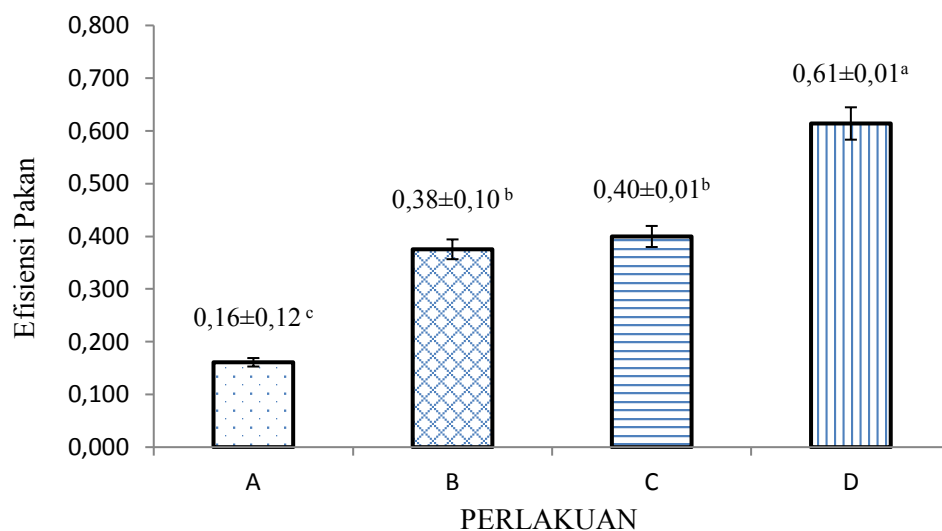 0,800
0,700
0,600
0,500
0,400
0,300
0,200
0,100
0,000
Efisiensi Pakan
0,16±0,12 ᶜ
0,38±0,10 ᵇ
0,40±0,01ᵇ
0,61±0,01ᵃ
A B C D
PERLAKUAN